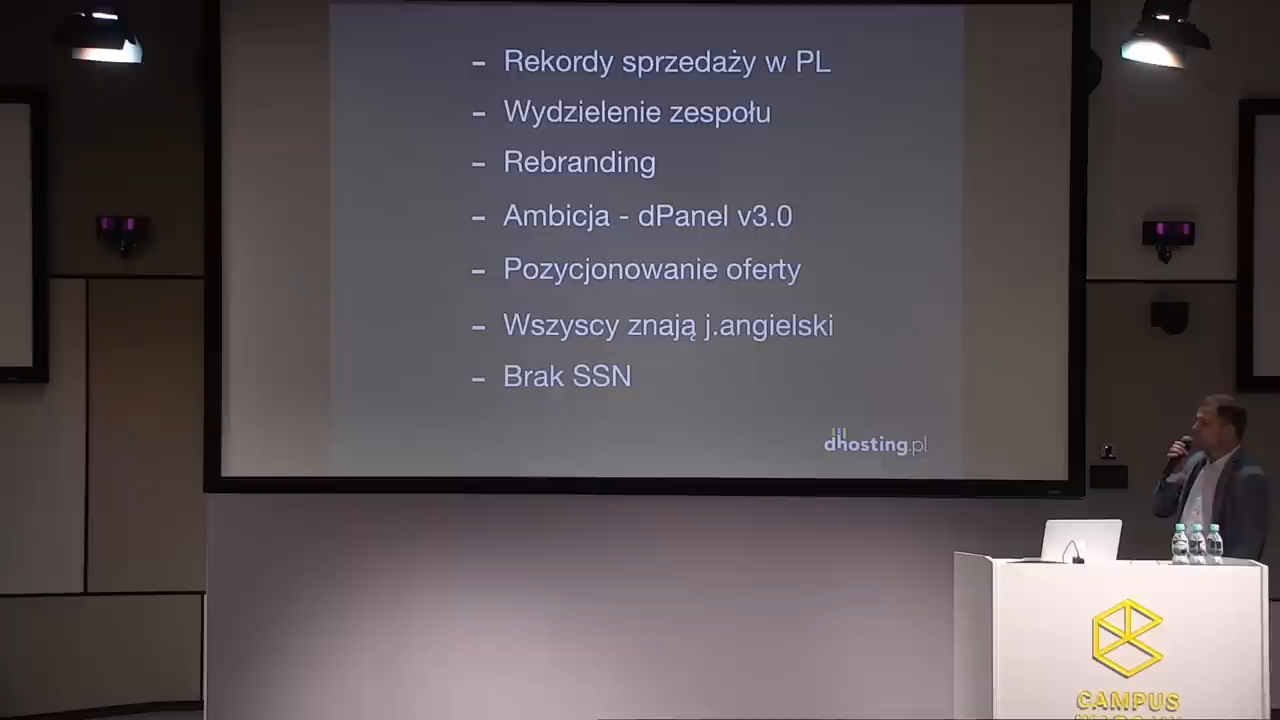 - Rekordy sprzedaży w PL
- Wydzielenie zespołu
- Rebranding
- Ambicja - dPanel v3.0
- Pozycjonowanie oferty
- Wszyscy znają j.angielski
- Brak SSN
dhosting.pl
CAMPUS